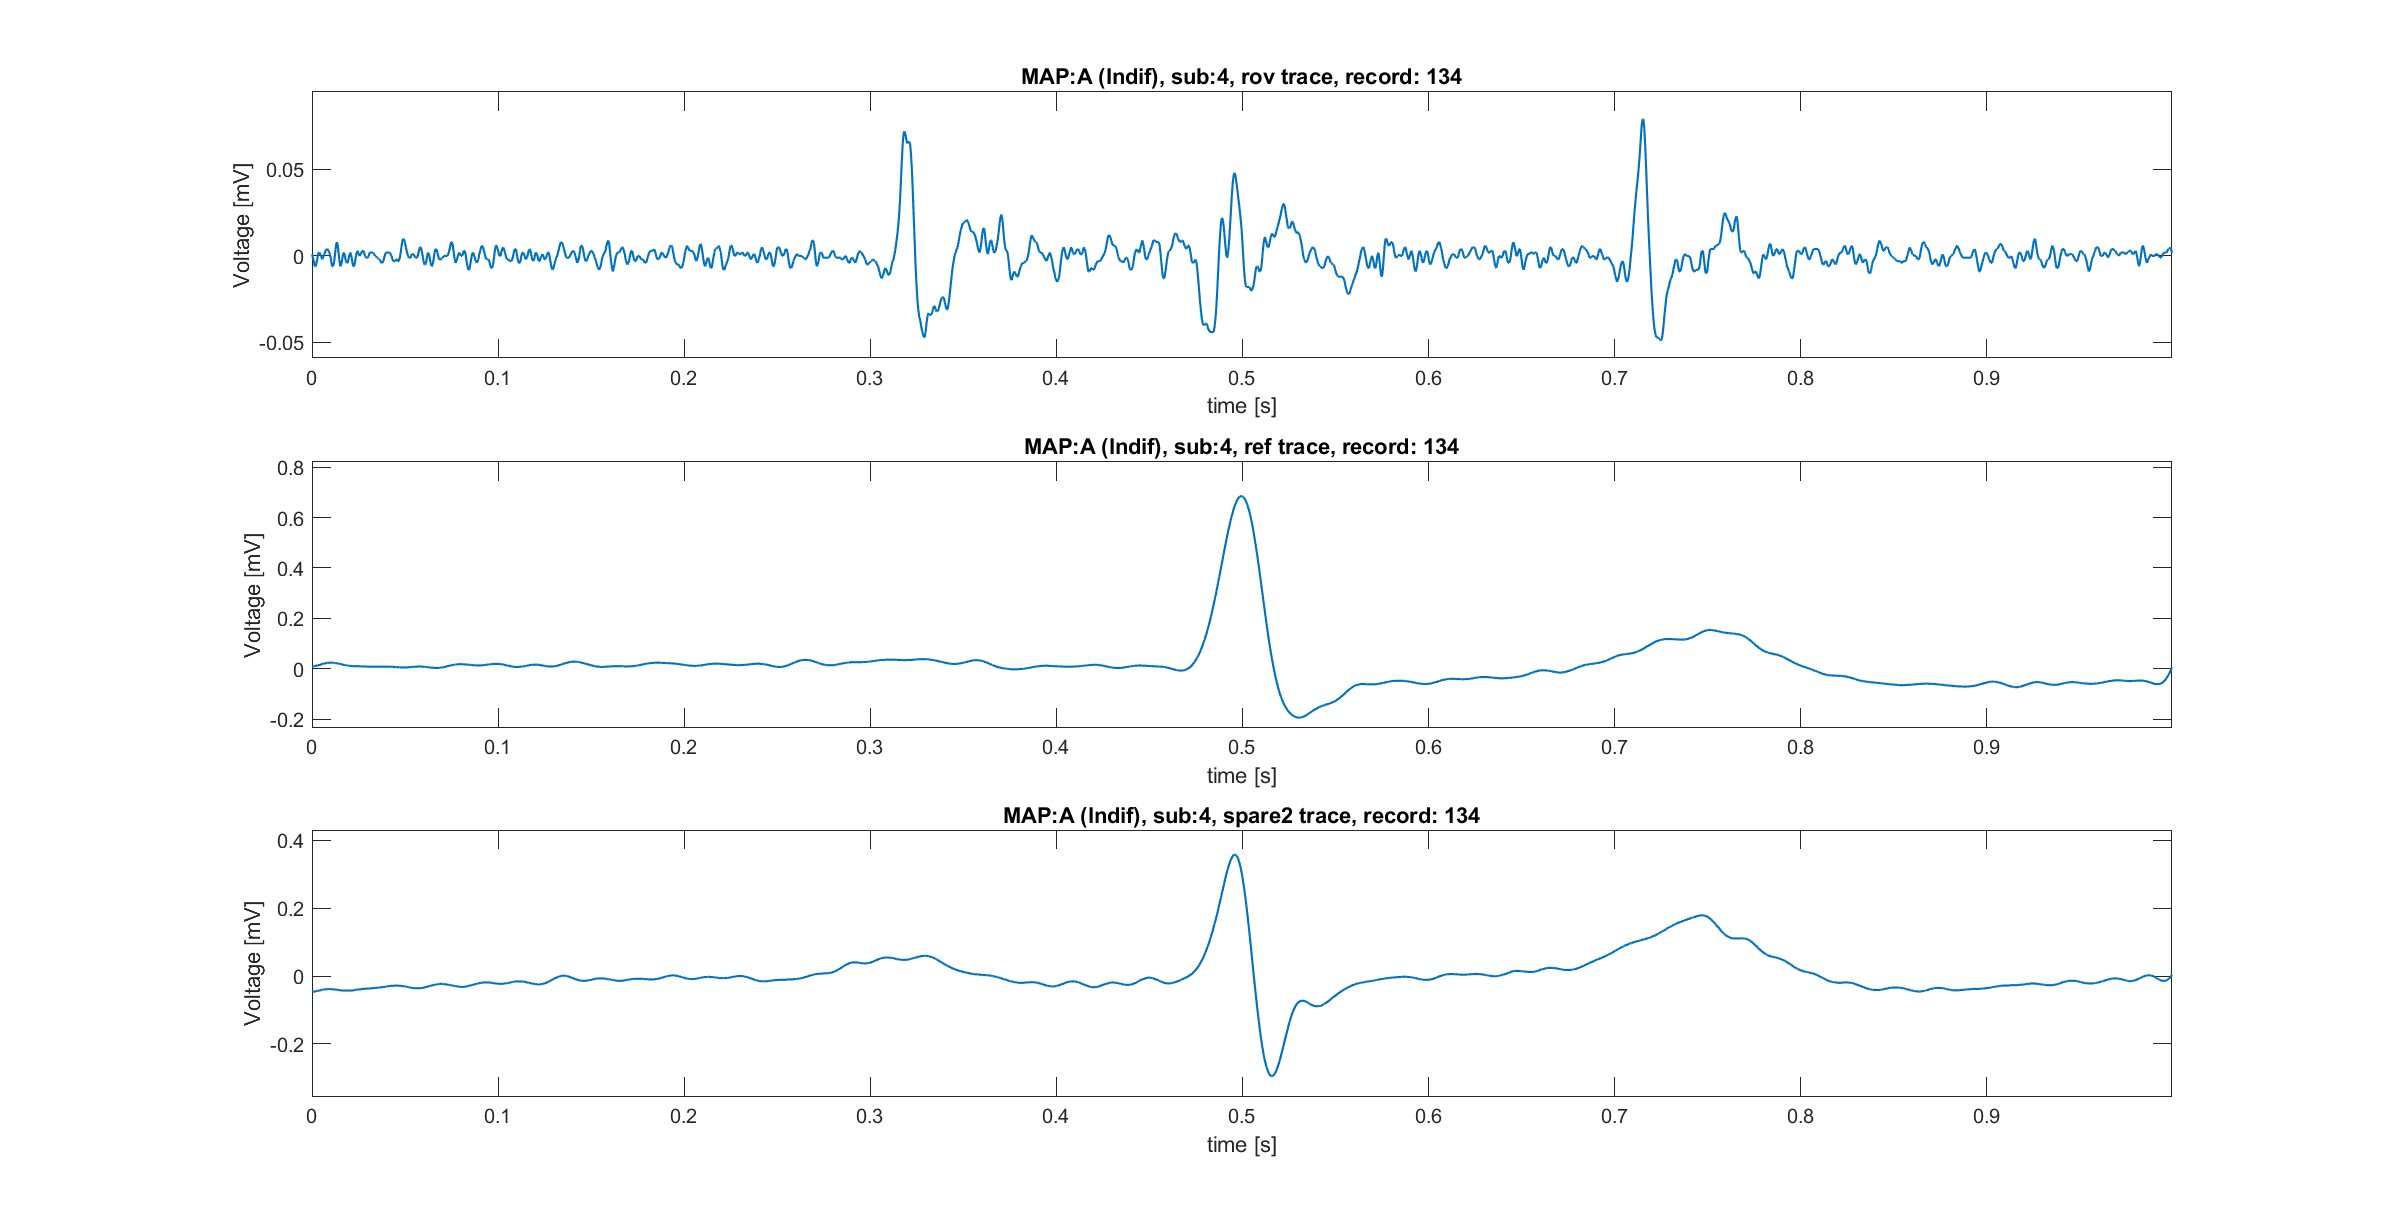 MAP:A (Indif), sub:4, rov trace, record: 134
Voltage [mV]
0.05
0
-0.05
0 0.1 0.2 0.3 0.4 0.5 0.6 0.7 0.8 0.9
time [s]
MAP:A (Indif), sub:4, ref trace, record: 134
Voltage [mV]
0.8
0.6
0.4
0.2
0
-0.2
0 0.1 0.2 0.3 0.4 0.5 0.6 0.7 0.8 0.9
time [s]
MAP:A (Indif), sub:4, spare2 trace, record: 134
Voltage [mV]
0.4
0.2
0
-0.2
0 0.1 0.2 0.3 0.4 0.5 0.6 0.7 0.8 0.9
time [s]